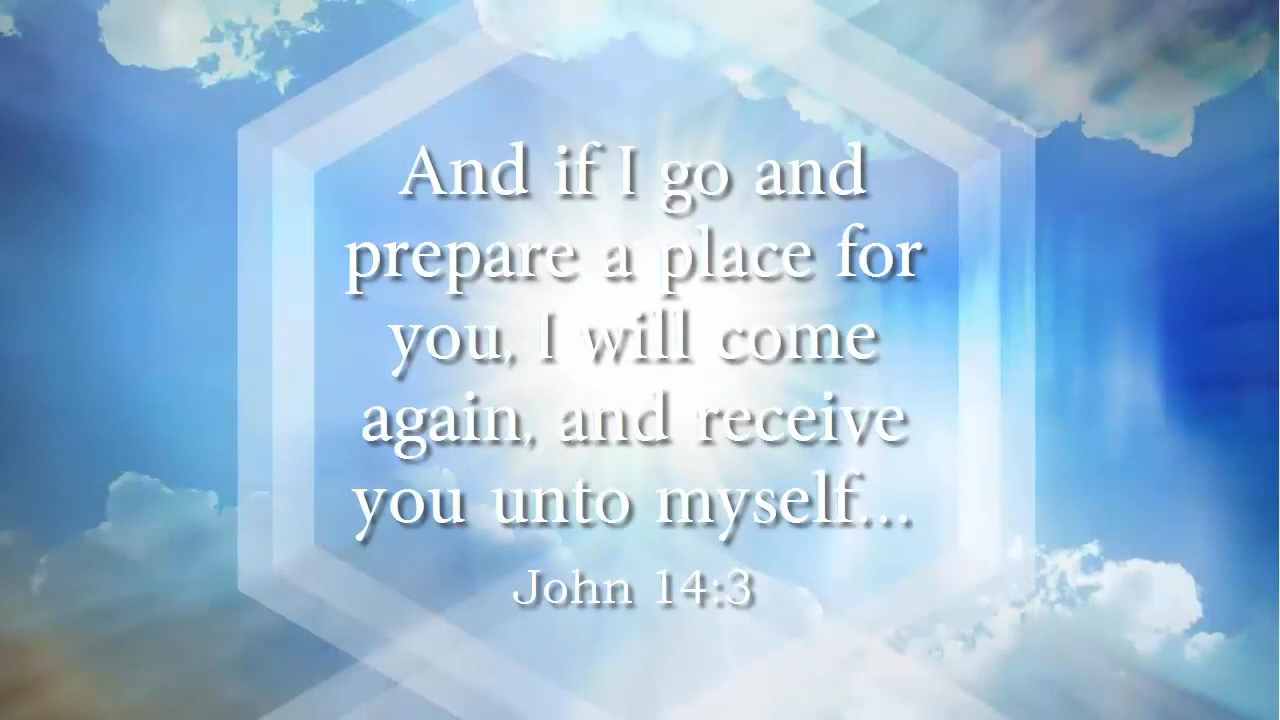 And if I go and
prepare a place for
you, I will come
again, and receive
you unto myself...
John 14:3